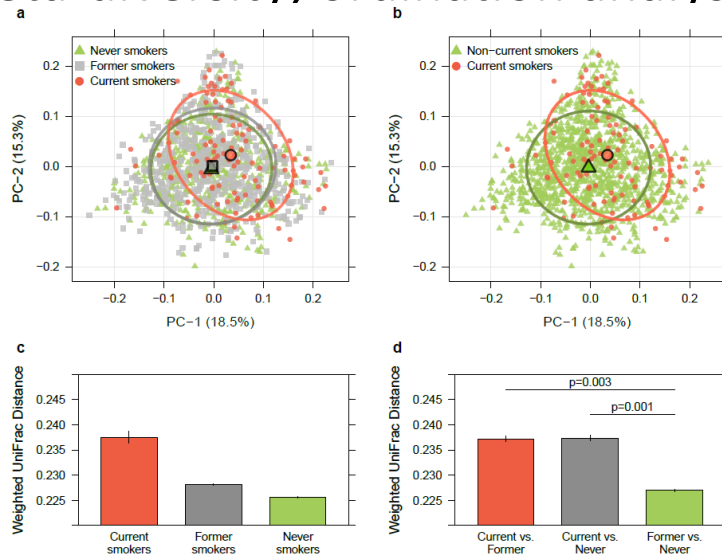 a
Never smokers
Former smokers
Current smokers
0.2
0.1
0.0
−0.1
−0.2
PC−2 (15.3%)
−0.2
−0.1
0.0
0.1
0.2
PC−1 (18.5%)
b
Non−current smokers
Current smokers
0.2
0.1
0.0
−0.1
−0.2
PC−2 (15.3%)
−0.2
−0.1
0.0
0.1
0.2
PC−1 (18.5%)
c
0.245
0.240
0.235
0.230
0.225
Weighted UniFrac Distance
Current
smokers
Former
smokers
Never
smokers
d
p=0.003
p=0.001
0.245
0.240
0.235
0.230
0.225
Weighted UniFrac Distance
Current vs.
Former
Current vs.
Never
Former vs.
Never